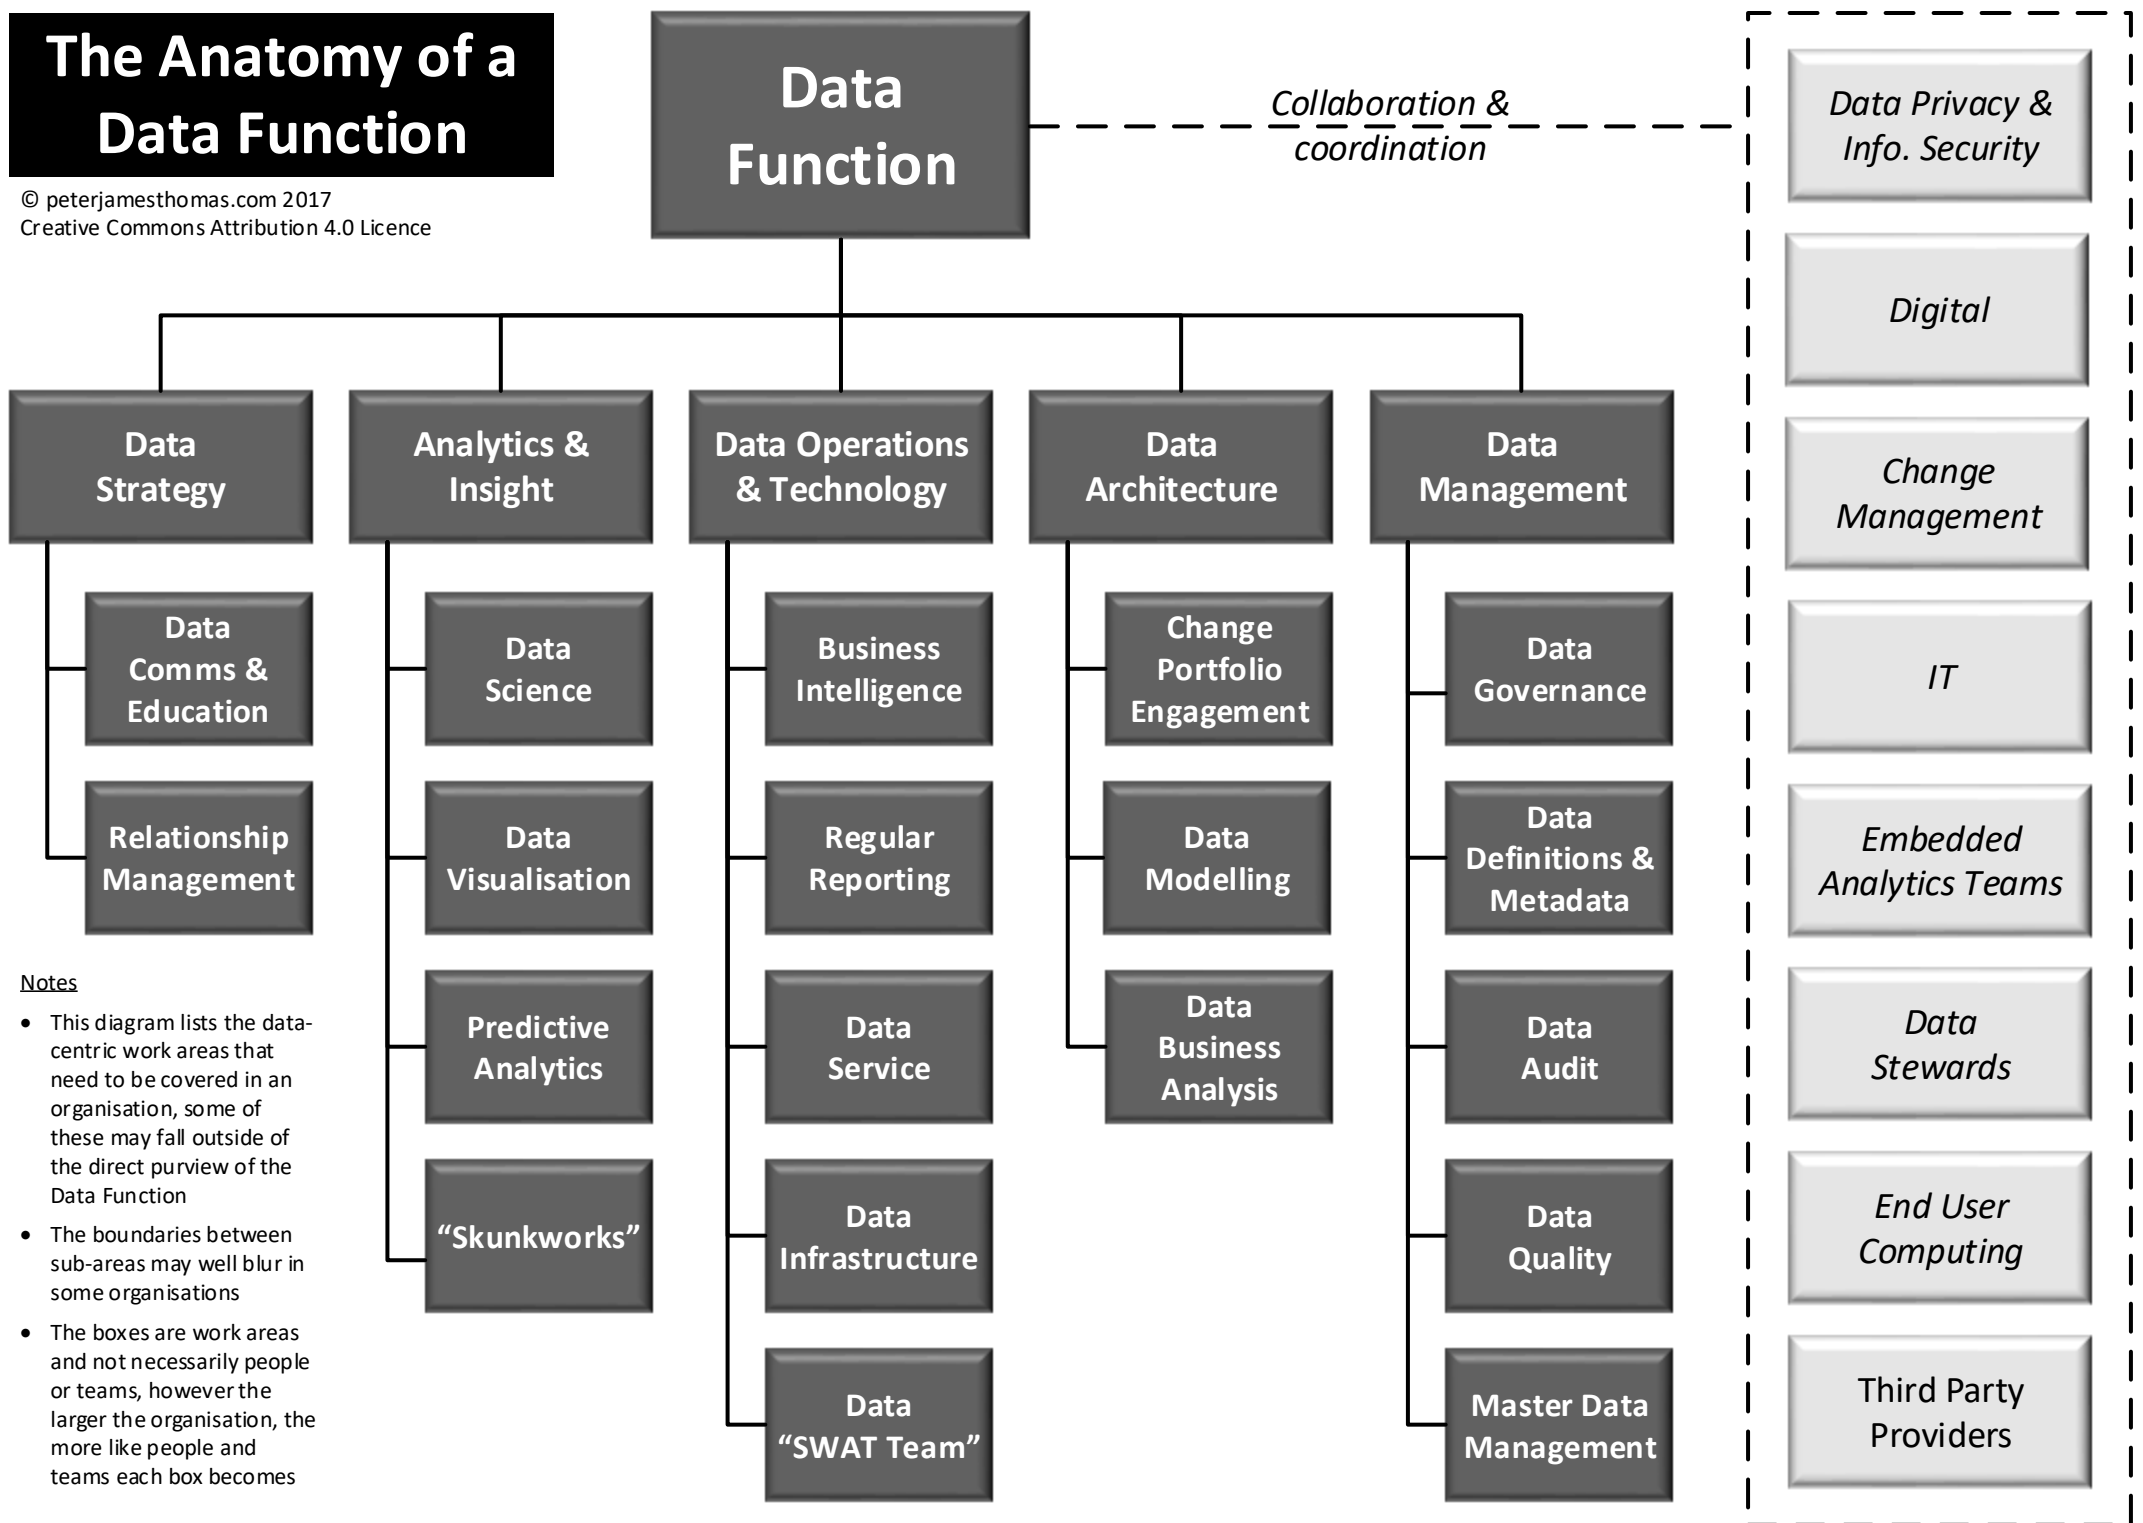 The Anatomy of a
Data Function
© peterjamesthomas.com 2017
Creative Commons Attribution 4.0 Licence
Data
Function
Collaboration &
coordination
Data
Strategy
Data
Comms &
Education
Relationship
Management
Analytics &
Insight
Data
Science
Data
Visualisation
Predictive
Analytics
“Skunkworks”
Data Operations
& Technology
Business
Intelligence
Regular
Reporting
Data
Service
Data
Infrastructure
Data
“SWAT Team”
Data
Architecture
Change
Portfolio
Engagement
Data
Modelling
Data
Business
Analysis
Data
Management
Data
Governance
Data
Definitions &
Metadata
Data
Audit
Data
Quality
Master Data
Management
Data Privacy &
Info. Security
Digital
Change
Management
IT
Embedded
Analytics Teams
Data
Stewards
End User
Computing
Third Party
Providers
Notes
• This diagram lists the data-
centric work areas that
need to be covered in an
organisation, some of
these may fall outside of
the direct purview of the
Data Function
• The boundaries between
sub-areas may well blur in
some organisations
• The boxes are work areas
and not necessarily people
or teams, however the
larger the organisation, the
more like people and
teams each box becomes